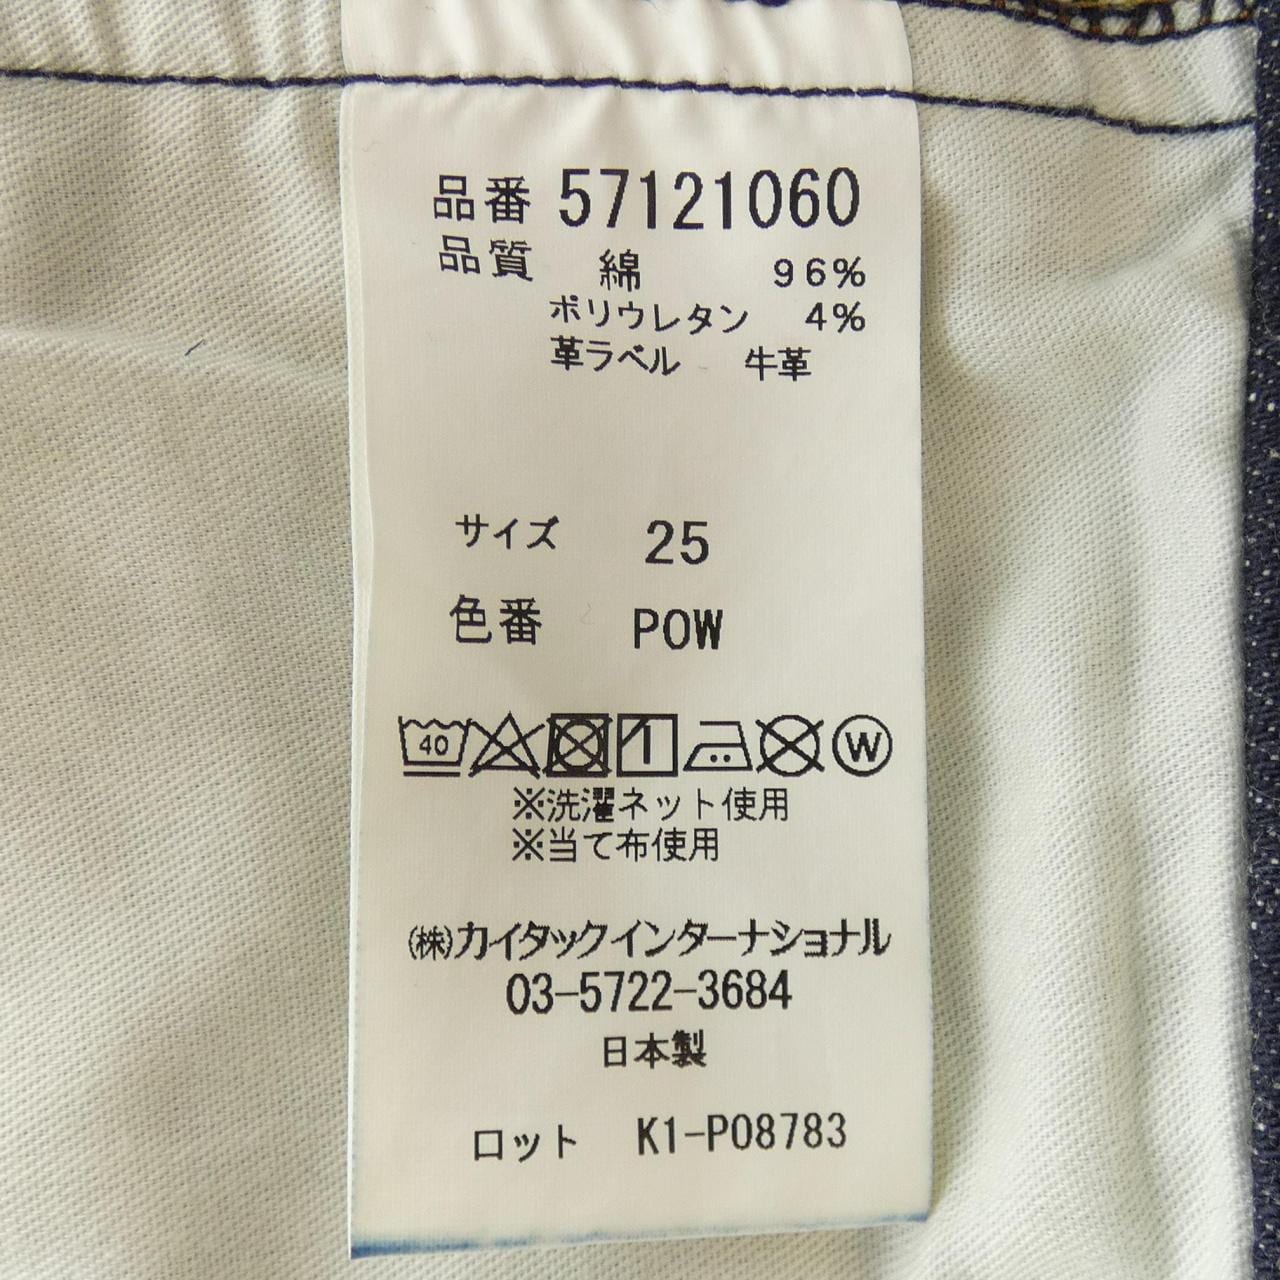 品番 57121060
品質 綿 96%
ポリウレタン 4%
革ラベル 牛革
サイズ 25
色番 POW
40 W
※洗濯ネット使用
※当て布使用
㈱カイタックインターナショナル
03-5722-3684
日本製
ロット K1-P08783